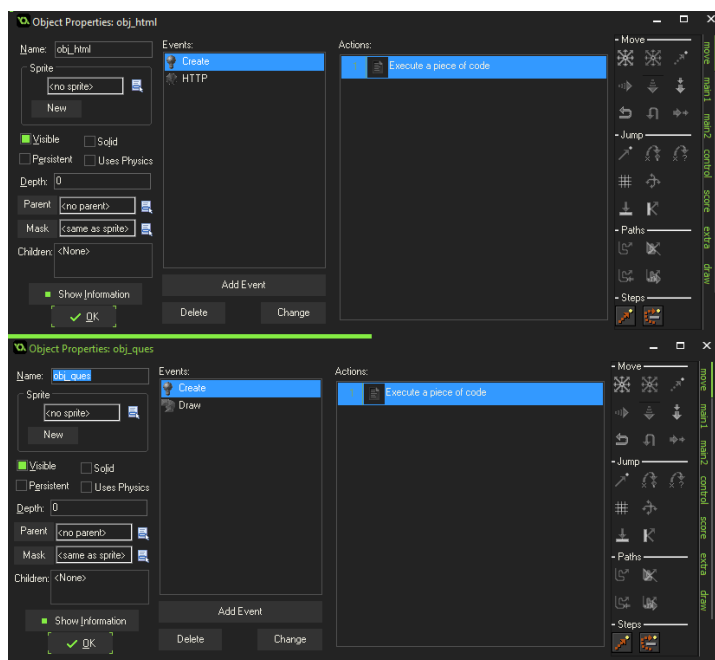 Object Properties: obj_html
Name: obj_html
Sprite
<no sprite>
New
Visible
Solid
Persistent
Uses Physics
Depth: 0
Parent <no parent>
Mask <same as sprite>
Children: <None>
Show Information
OK
Events:
Create
HTTP
Add Event
Delete
Change
Actions:
1 Execute a piece of code
Move
Jump
Paths
Steps
move
main1
main2
control
score
extra
draw
Object Properties: obj_ques
Name: obj_ques
Sprite
<no sprite>
New
Visible
Solid
Persistent
Uses Physics
Depth: 0
Parent <no parent>
Mask <same as sprite>
Children: <None>
Show Information
OK
Events:
Create
Draw
Add Event
Delete
Change
Actions:
1 Execute a piece of code
Move
Jump
Paths
Steps
move
main1
main2
control
score
extra
draw